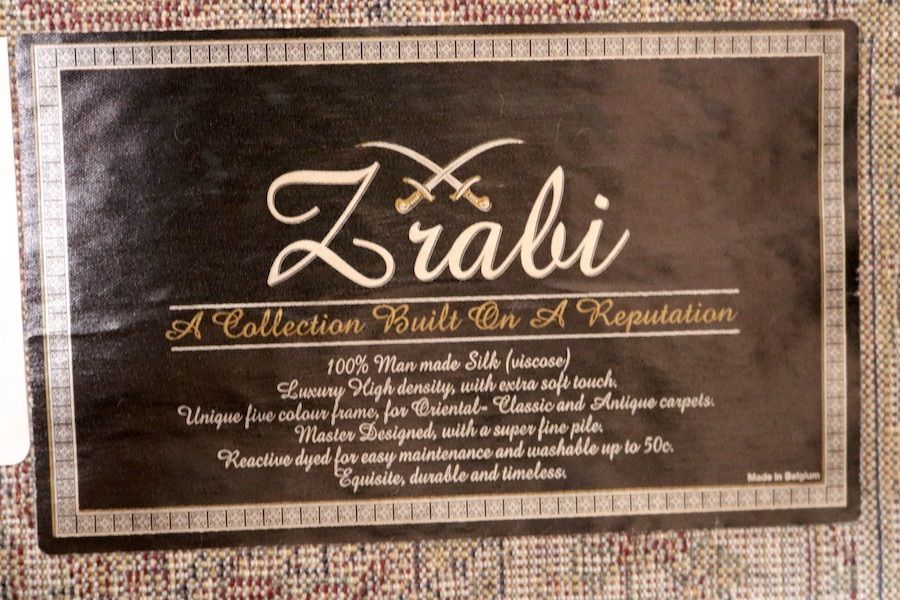 Zrabi
A Collection Built On A Reputation
100% Man made Silk (viscose)
Luxury High density, with extra soft touch.
Unique five colour frame, for Oriental- Classic and Antique carpets.
Master Designed, with a super fine pile.
Reactive dyed for easy maintenance and washable up to 50c.
Equisite, durable and timeless.
Made In Belgium